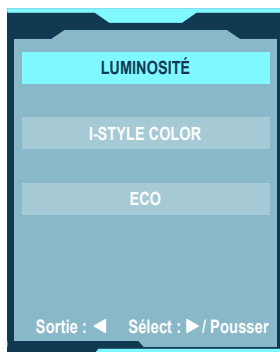 LUMINOSITÉ
I-STYLE COLOR
ECO
Sortie : ◀ Sélect : ▶ / Pousser